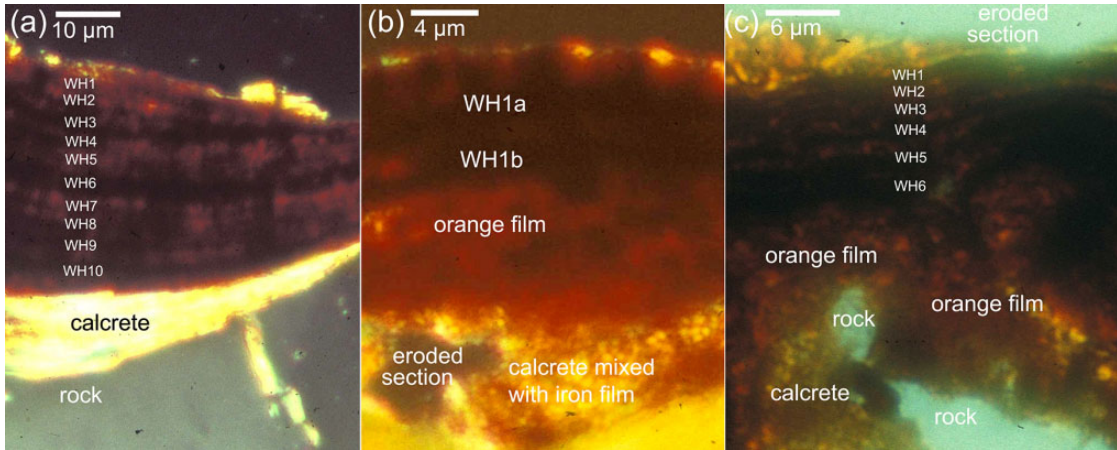 (a)
10 µm
WH1
WH2
WH3
WH4
WH5
WH6
WH7
WH8
WH9
WH10
calcrete
rock
(b)
4 µm
WH1a
WH1b
orange film
eroded
section
calcrete mixed
with iron film
(c)
6 µm
eroded
section
WH1
WH2
WH3
WH4
WH5
WH6
orange film
orange film
rock
calcrete
rock